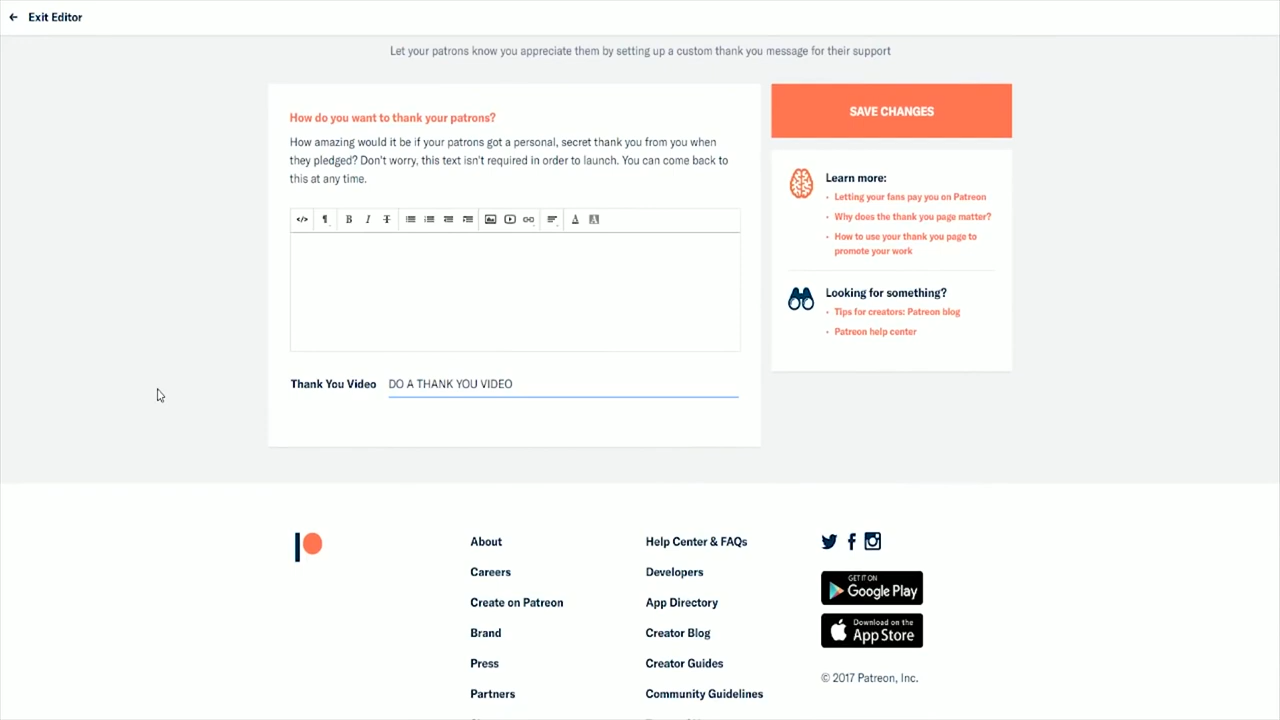 Exit Editor
Let your patrons know you appreciate them by setting up a custom thank you message for their support
How do you want to thank your patrons?
How amazing would it be if your patrons got a personal, secret thank you from you when
they pledged? Don't worry, this text isn't required in order to launch. You can come back to
this at any time.
Thank You Video DO A THANK YOU VIDEO
SAVE CHANGES
Learn more:
Letting your fans pay you on Patreon
Why does the thank you page matter?
How to use your thank you page to
promote your work
Looking for something?
Tips for creators: Patreon blog
Patreon help center
About
Careers
Create on Patreon
Brand
Press
Partners
Help Center & FAQs
Developers
App Directory
Creator Blog
Creator Guides
Community Guidelines
GET IT ON
Google Play
Download on the
App Store
© 2017 Patreon, Inc.